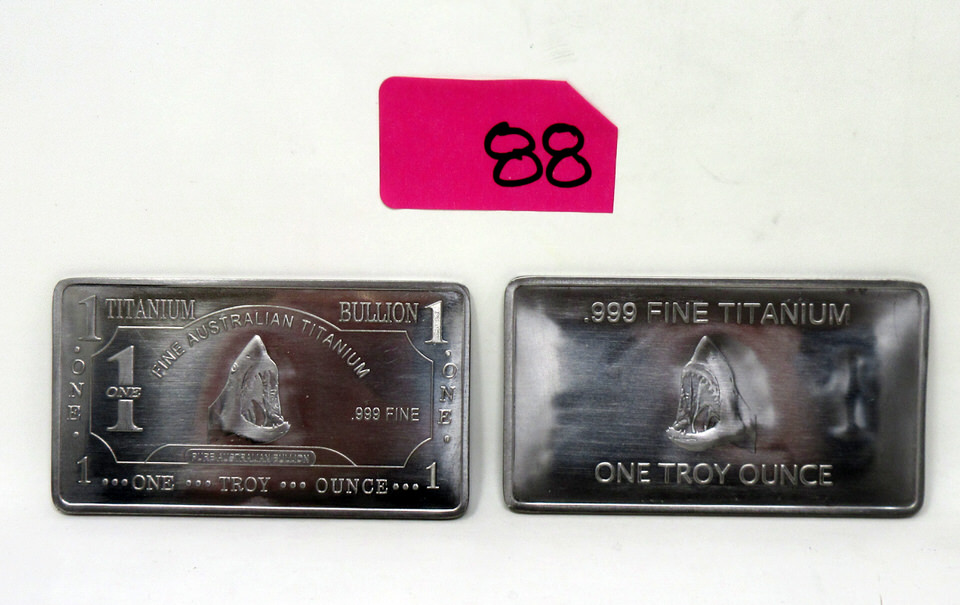 88
1 TITANIUM BULLION 1
FINE AUSTRALIAN TITANIUM
·ONE·
1
ONE
.999 FINE
·ONE·
PURE AUSTRALIAN BULLION
1 ···ONE ··· TROY ··· OUNCE··· 1
.999 FINE TITANIUM
ONE TROY OUNCE